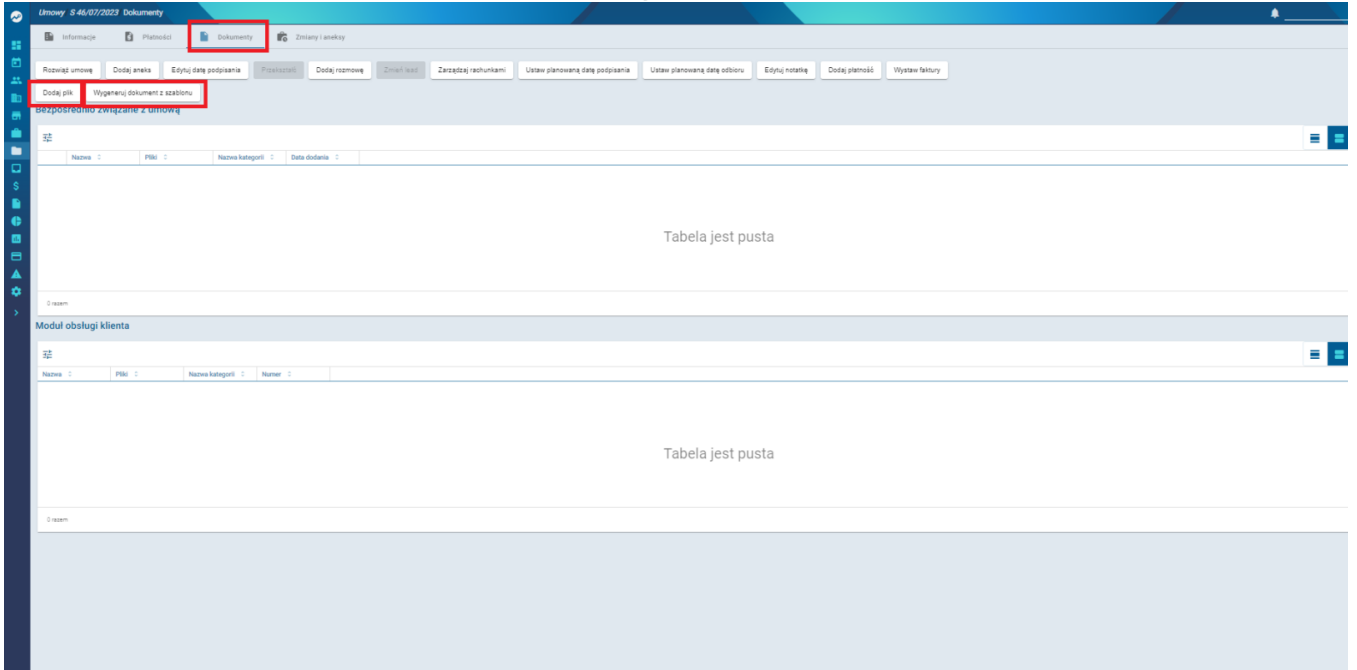 Umowy S 46/07/2023 Dokumenty
Informacje Płatności Dokumenty Zmiany i aneksy
Rozwiąż umowę Dodaj aneks Edytuj datę podpisania Przekształć Dodaj rozmowę Zmień lead Zarządzaj rachunkami Ustaw planowaną datę podpisania Ustaw planowaną datę odbioru Edytuj notatkę Dodaj płatność Wystaw faktury
Dodaj plik Wygeneruj dokument z szablonu
Bezpośrednio związane z umową
Nazwa Pliki Nazwa kategorii Data dodania
Tabela jest pusta
0 razem
Moduł obsługi klienta
Nazwa Pliki Nazwa kategorii Numer
Tabela jest pusta
0 razem